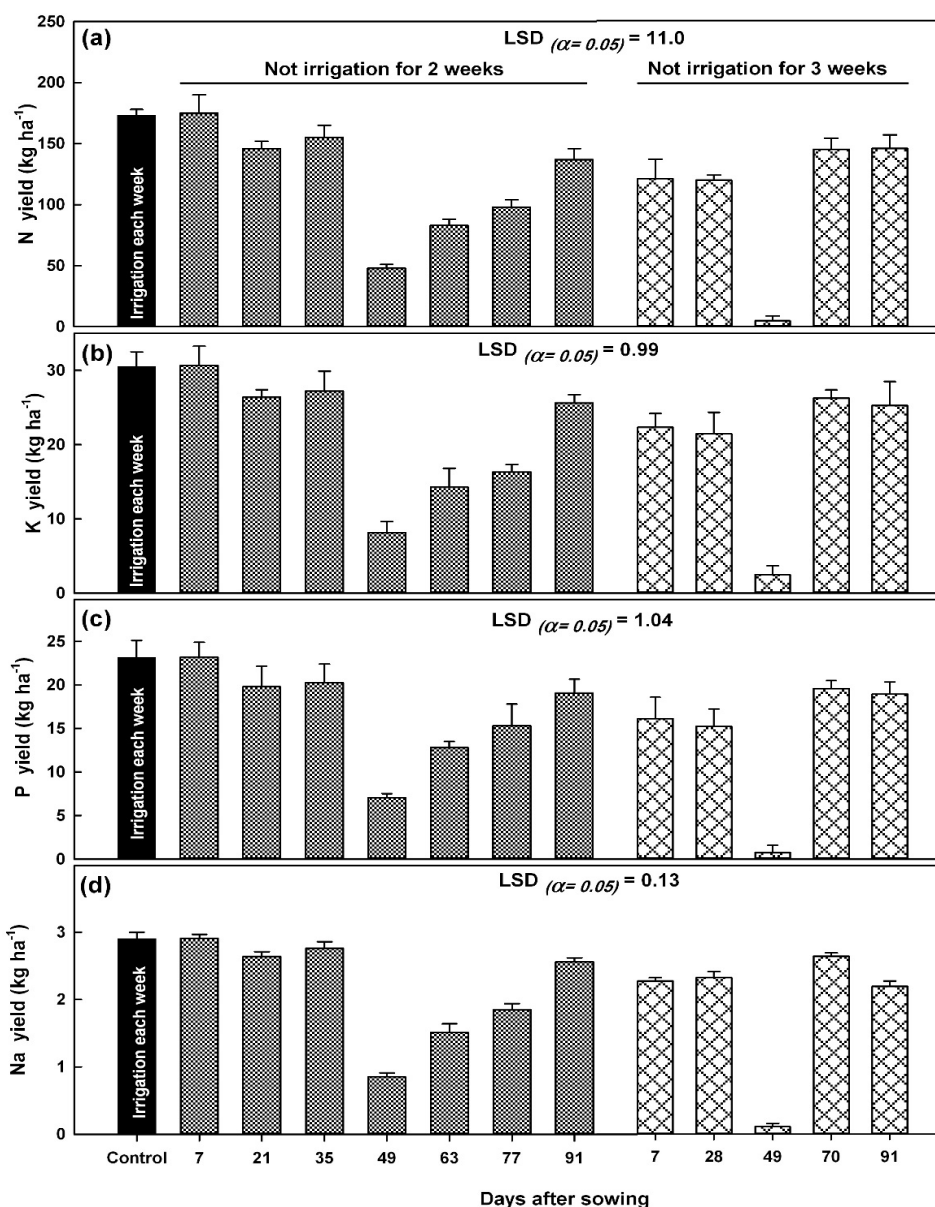 (a)
LSD (α= 0.05) = 11.0
Not irrigation for 2 weeks
Not irrigation for 3 weeks
N yield (kg ha-1)
250
200
150
100
50
0
Irrigation each week
(b)
LSD (α= 0.05) = 0.99
K yield (kg ha-1)
30
20
10
0
Irrigation each week
(c)
LSD (α= 0.05) = 1.04
P yield (kg ha-1)
25
20
15
10
5
0
Irrigation each week
(d)
LSD (α= 0.05) = 0.13
Na yield (kg ha-1)
3
2
1
0
Irrigation each week
Control 7 21 35 49 63 77 91 7 28 49 70 91
Days after sowing